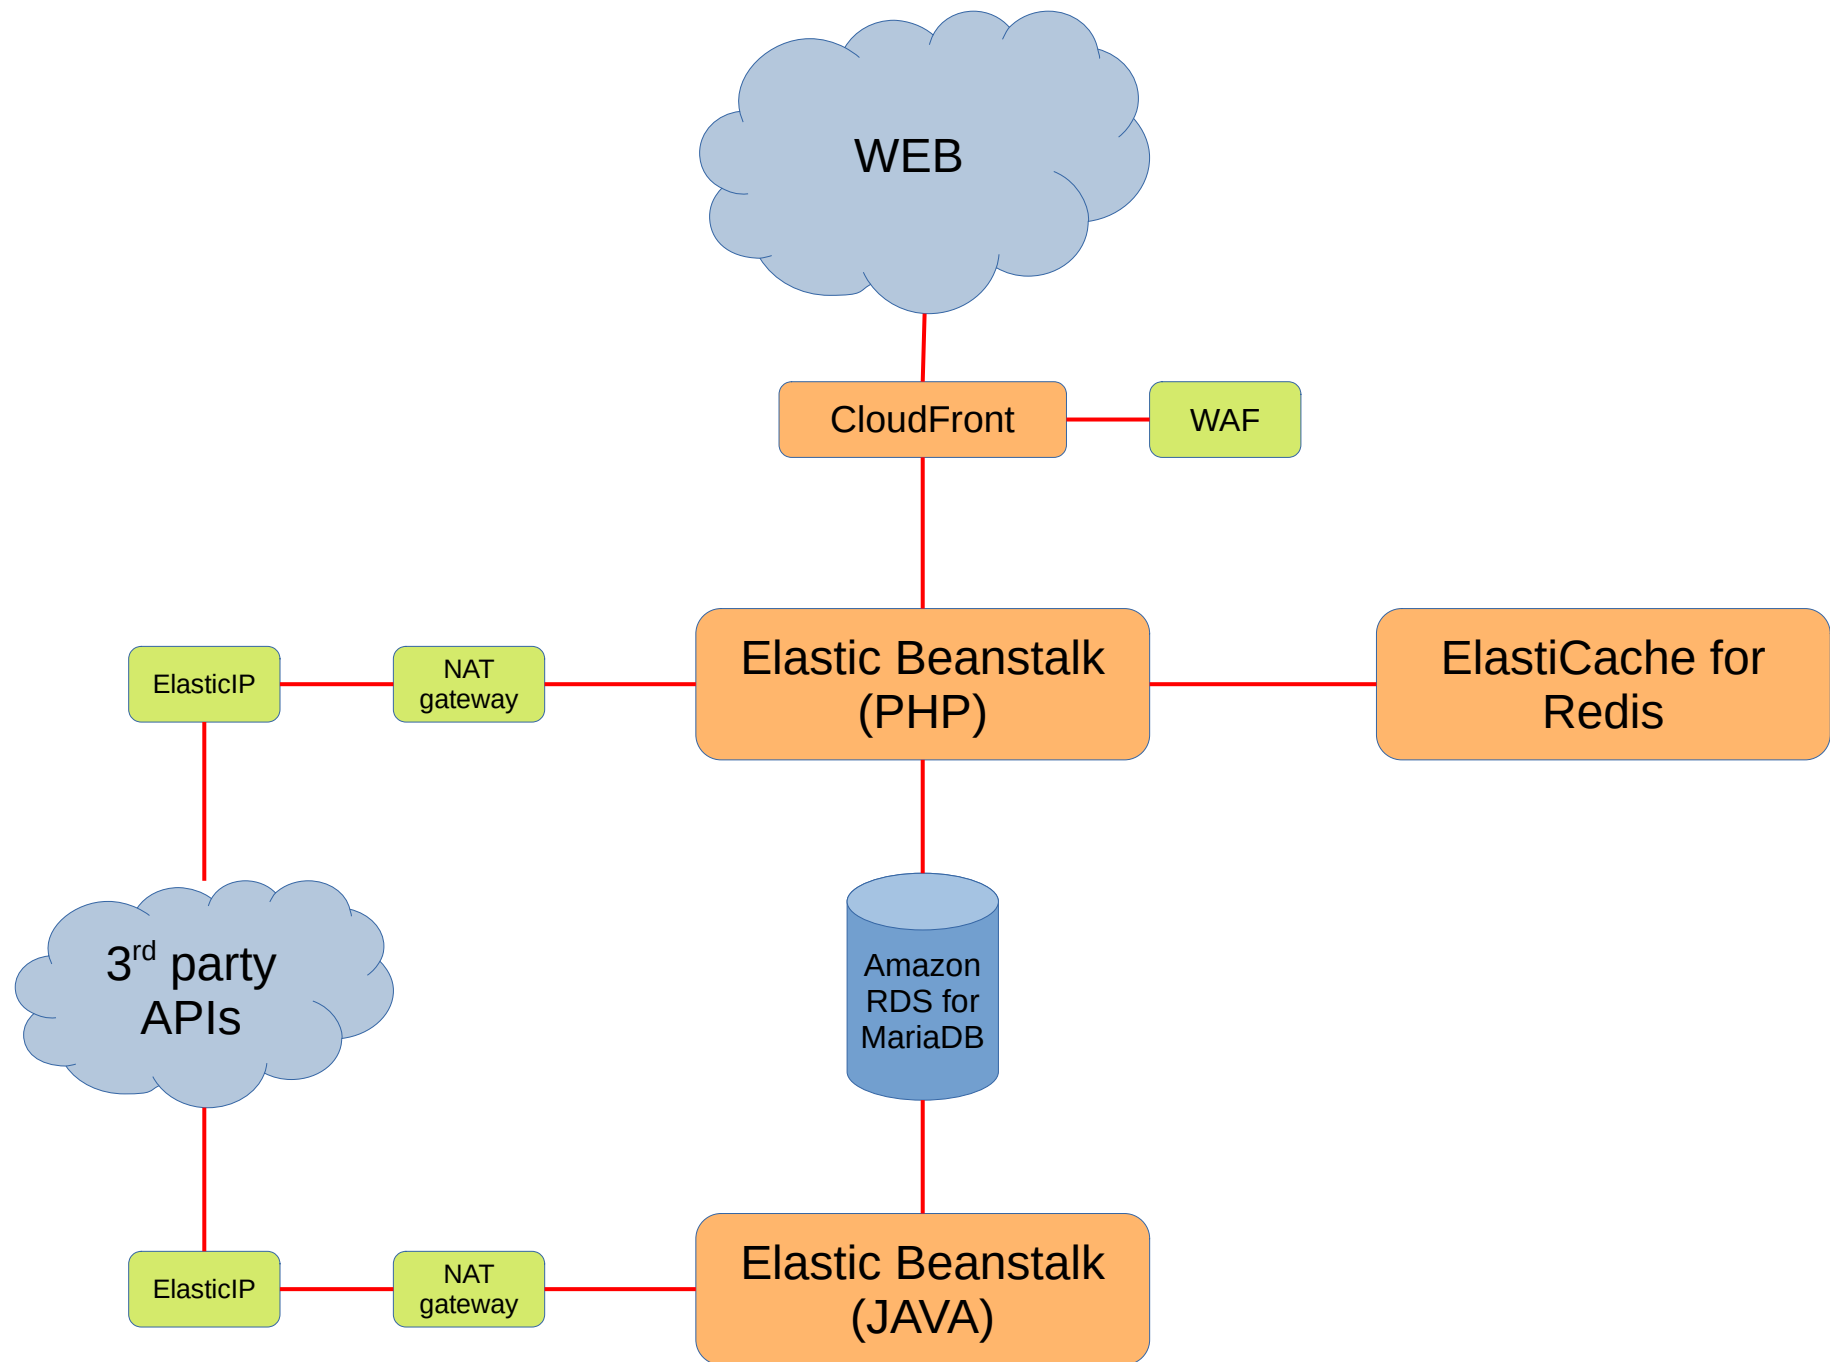 WEB
CloudFront
WAF
Elastic Beanstalk
(PHP)
ElastiCache for
Redis
NAT
gateway
ElasticIP
3rd party
APIs
Amazon
RDS for
MariaDB
ElasticIP
NAT
gateway
Elastic Beanstalk
(JAVA)